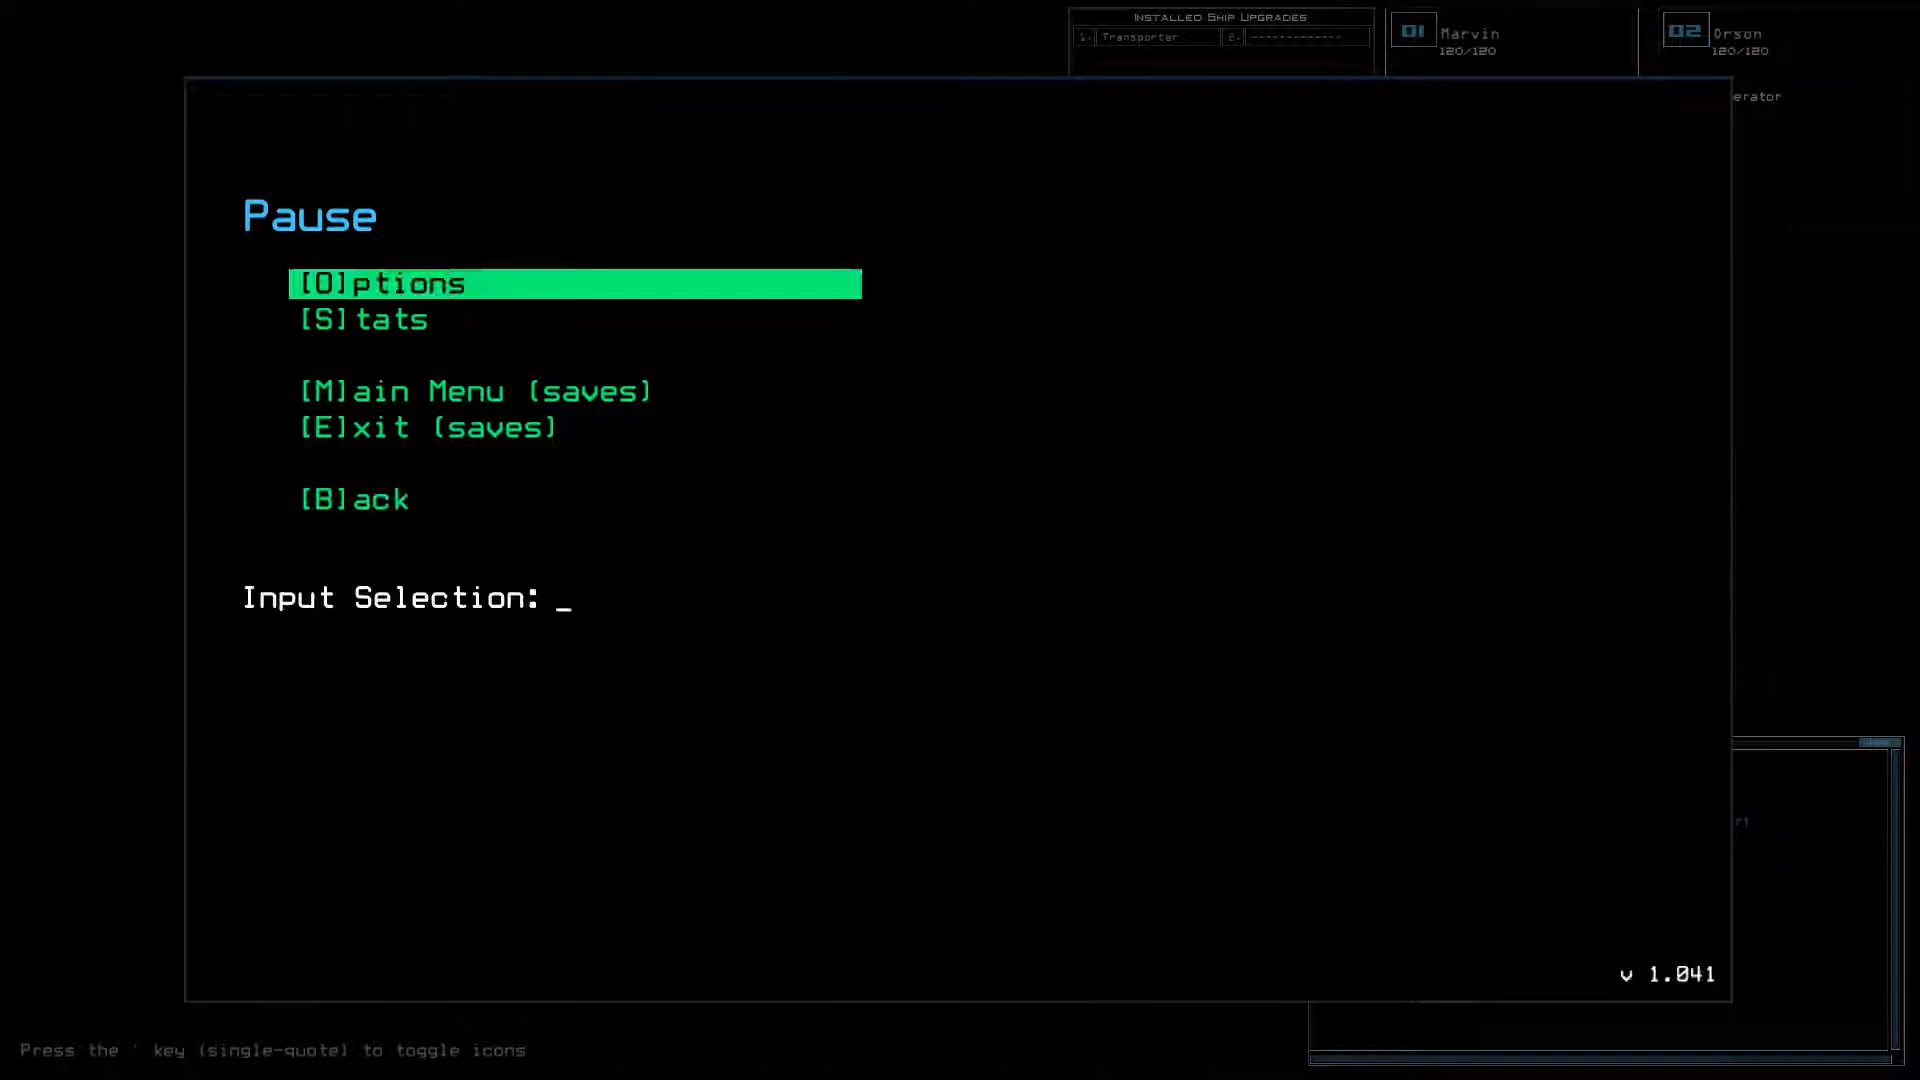 Installed Ship Upgrades
1. Transporter 2. -------------
01 Marvin
120/120
02 Orson
120/120
erator
Pause
[O]ptions
[S]tats
[M]ain Menu (saves)
[E]xit (saves)
[B]ack
Input Selection: _
v 1.041
Press the ' key (single-quote) to toggle icons